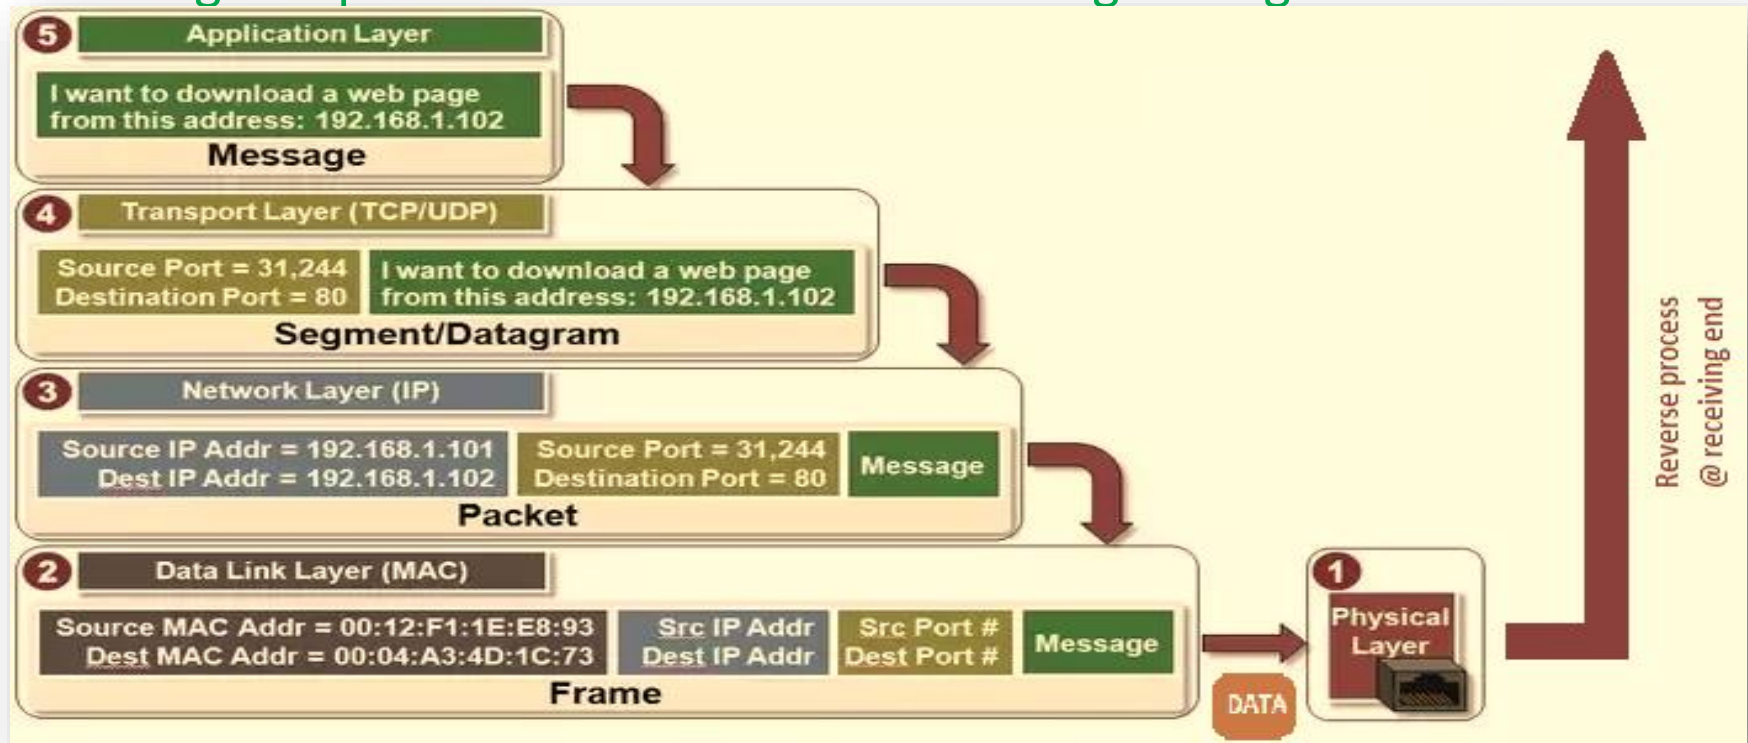 5
Application Layer
I want to download a web page
from this address: 192.168.1.102
Message
4
Transport Layer (TCP/UDP)
Source Port = 31,244
Destination Port = 80
I want to download a web page
from this address: 192.168.1.102
Segment/Datagram
3
Network Layer (IP)
Source IP Addr = 192.168.1.101
Dest IP Addr = 192.168.1.102
Source Port = 31,244
Destination Port = 80
Message
Packet
2
Data Link Layer (MAC)
Source MAC Addr = 00:12:F1:1E:E8:93
Dest MAC Addr = 00:04:A3:4D:1C:73
Src IP Addr
Dest IP Addr
Src Port #
Dest Port #
Message
Frame
DATA
1
Physical
Layer
Reverse process
@ receiving end